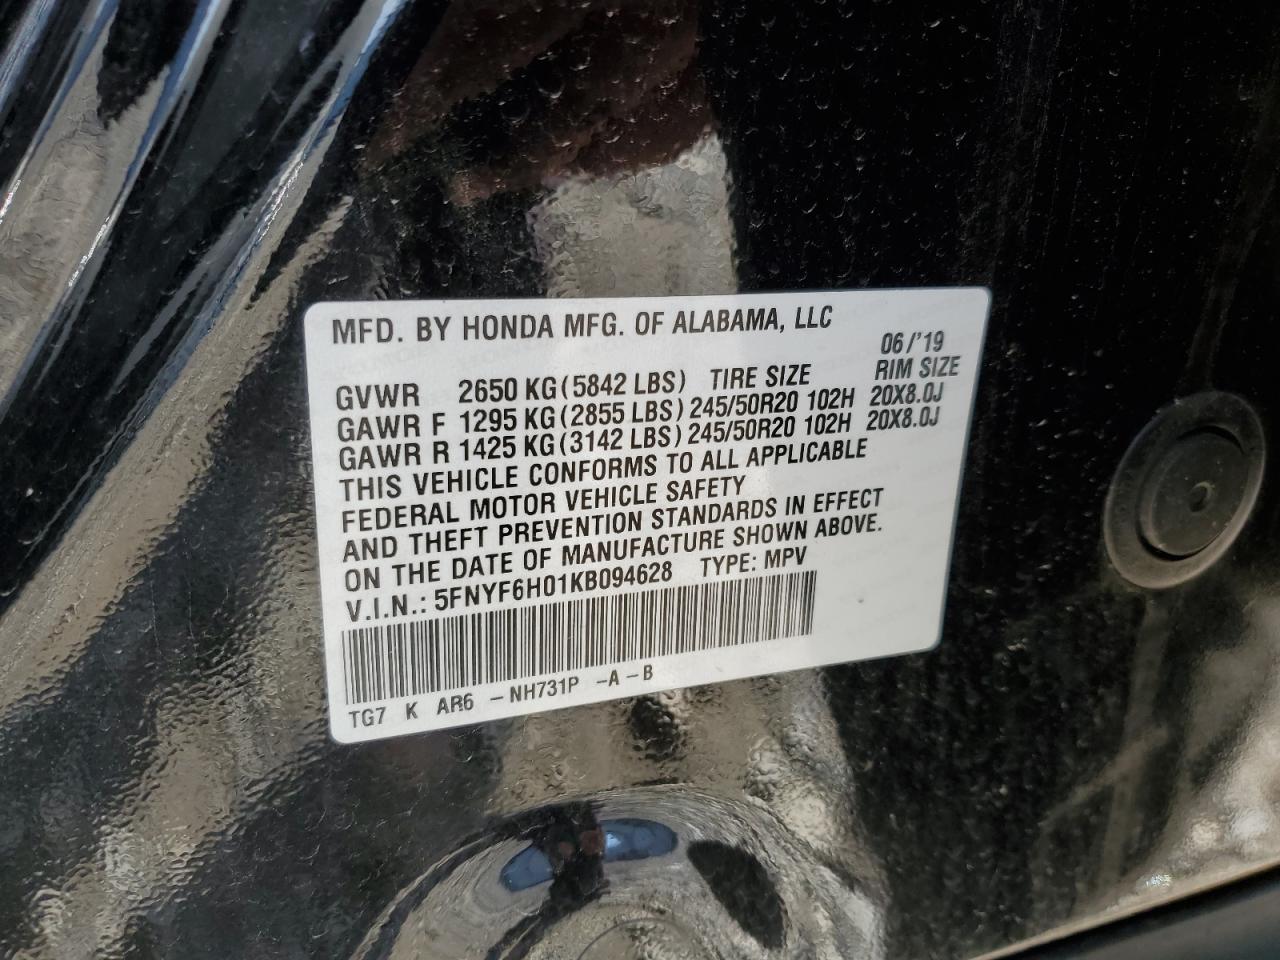 MFD. BY HONDA MFG. OF ALABAMA, LLC
06/'19
GVWR 2650 KG(5842 LBS) TIRE SIZE RIM SIZE
GAWR F 1295 KG(2855 LBS) 245/50R20 102H 20X8.0J
GAWR R 1425 KG(3142 LBS) 245/50R20 102H 20X8.0J
THIS VEHICLE CONFORMS TO ALL APPLICABLE
FEDERAL MOTOR VEHICLE SAFETY
AND THEFT PREVENTION STANDARDS IN EFFECT
ON THE DATE OF MANUFACTURE SHOWN ABOVE.
V.I.N.: 5FNYF6H01KB094628 TYPE: MPV
TG7 K AR6 -NH731P -A-B